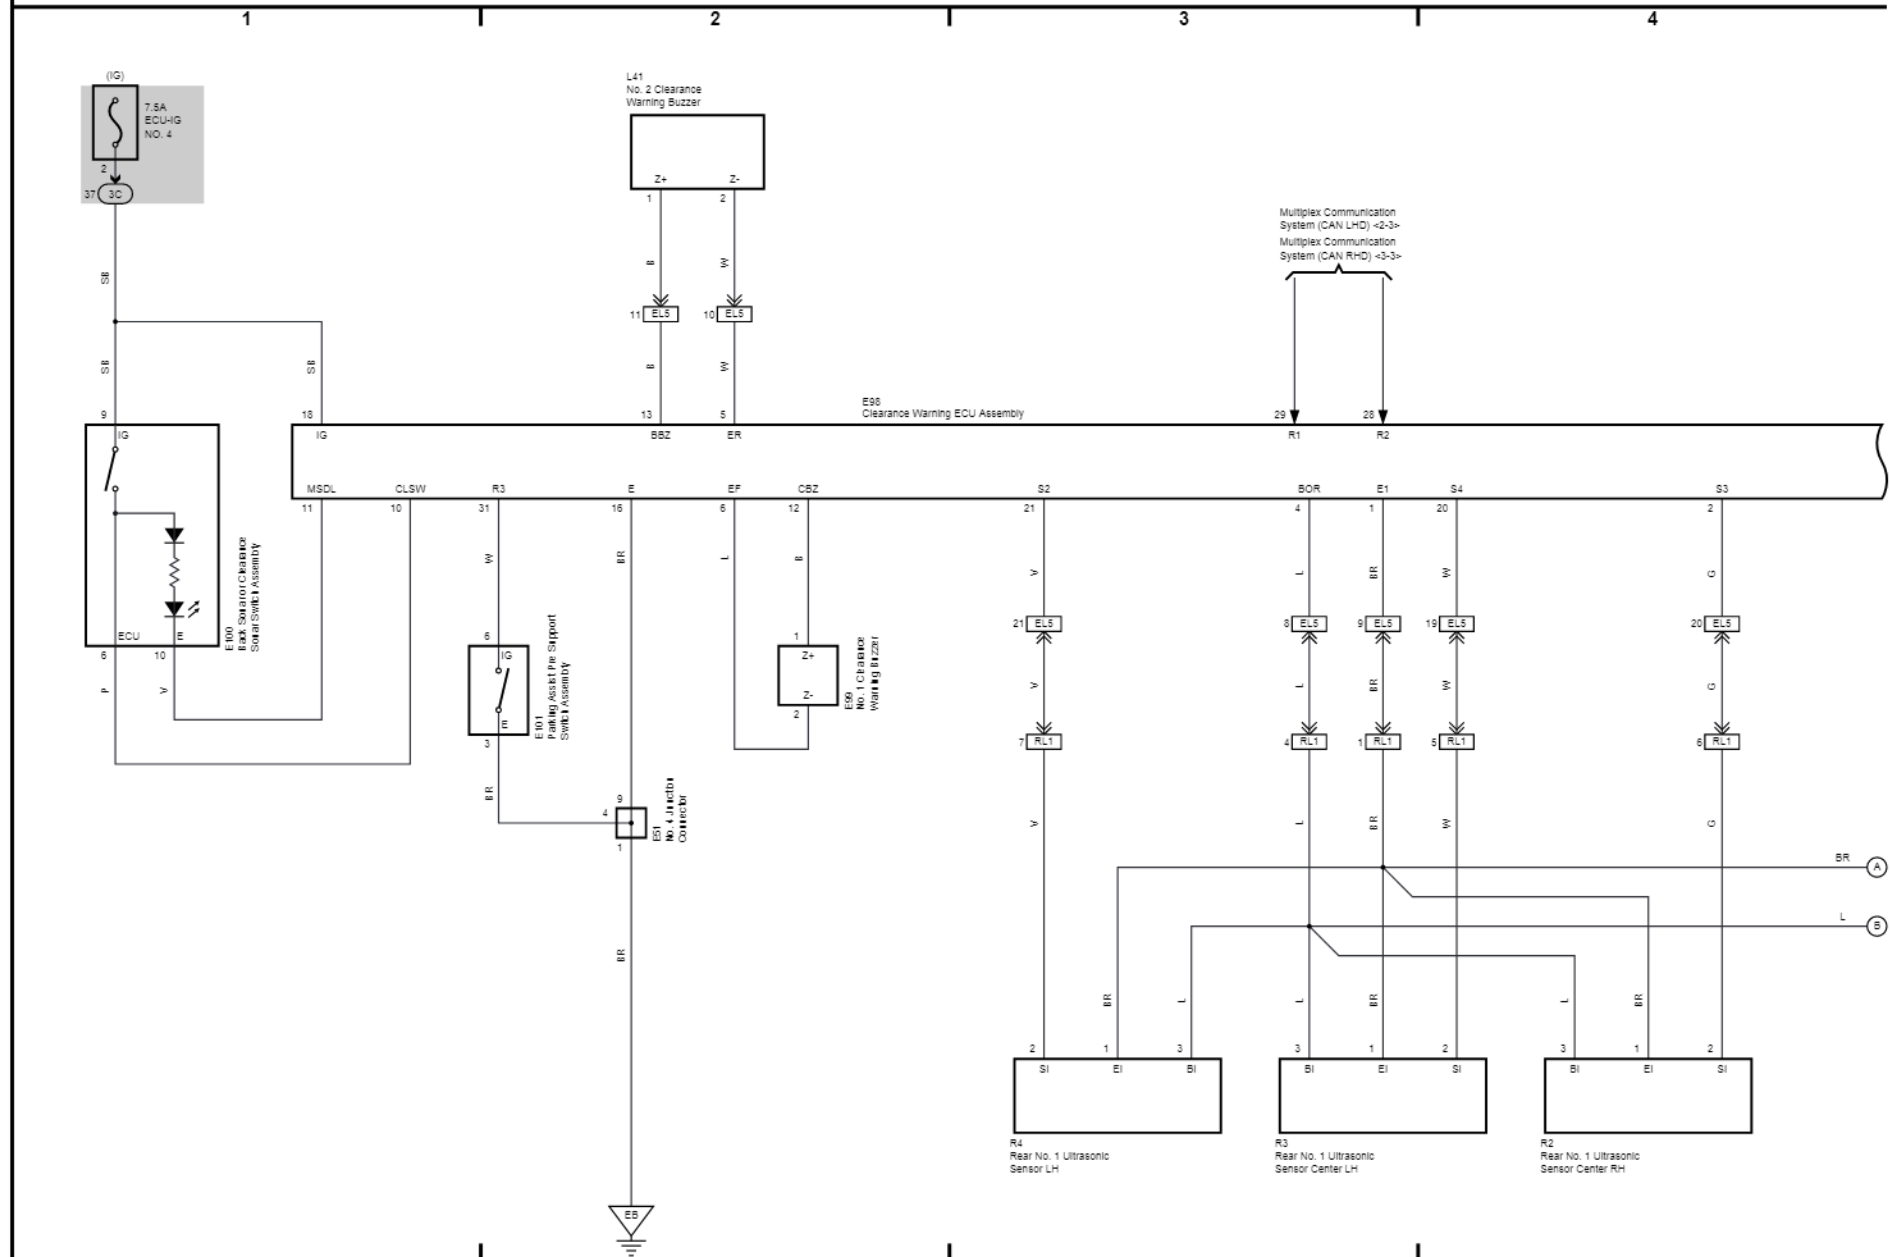 1 2 3 4
(IG)
7.5A
ECU-IG
NO. 4
2
37 3C
SB
SB
SB
L41
No. 2 Clearance
Warning Buzzer
Z+ Z-
1 2
B W
11 EL5 10 EL5
B W
Multiplex Communication
System (CAN LHD) <2-3>
Multiplex Communication
System (CAN RHD) <3-3>
E98
Clearance Warning ECU Assembly
9 18 13 5 29 28
IG IG BBZ ER R1 R2
MSDL CLSW R3 E EF CBZ S2 BOR E1 S4 S3
11 10 31 16 6 12 21 4 1 20 2
W BR L B V L BR W G
E100
Back Sonar or Clearance
Sonar Switch Assembly
ECU E
6 10
P V
6
IG
E
3
E101
Parking Assist Pre Support
Switch Assembly
BR
1
Z+
Z-
2
E99
No. 1 Clearance
Warning Buzzer
21 EL5 8 EL5 9 EL5 19 EL5 20 EL5
V L BR W G
7 RL1 4 RL1 1 RL1 5 RL1 6 RL1
9
4
1
E51
No. 4 Junction
Connector
V L BR W G
BR A
L B
BR
BR L L BR L BR
2 1 3 3 1 2 3 1 2
SI EI BI BI EI SI BI EI SI
R4
Rear No. 1 Ultrasonic
Sensor LH
R3
Rear No. 1 Ultrasonic
Sensor Center LH
R2
Rear No. 1 Ultrasonic
Sensor Center RH
EB